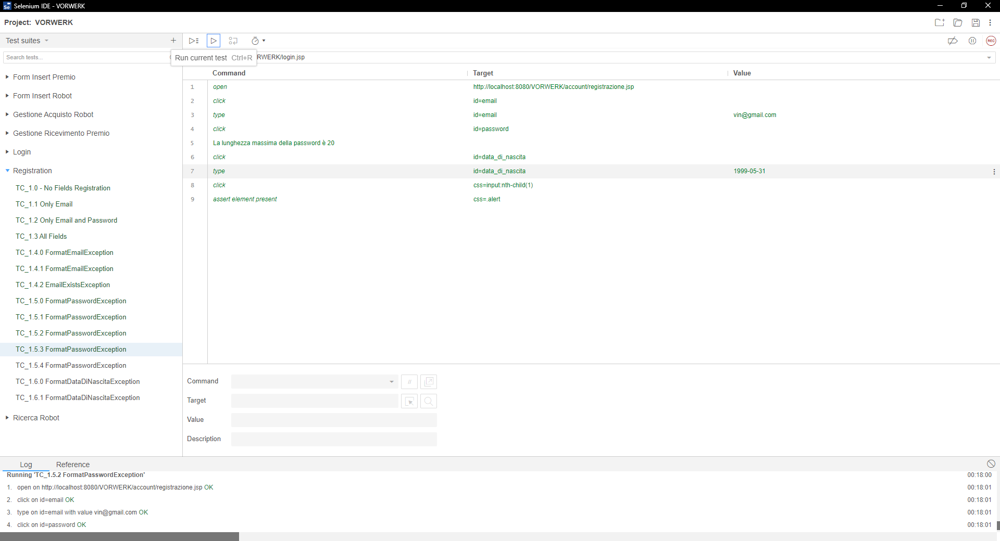 Selenium IDE - VORWERK
Project: VORWERK
Test suites
Search tests...
Run current test Ctrl+R
RWERK/login.jsp
REC
Command Target Value
1 open http://localhost:8080/VORWERK/account/registrazione.jsp
2 click id=email
3 type id=email vin@gmail.com
4 click id=password
5 La lunghezza massima della password è 20
6 click id=data_di_nascita
7 type id=data_di_nascita 1999-05-31
8 click css=input:nth-child(1)
9 assert element present css=.alert
Form Insert Premio
Form Insert Robot
Gestione Acquisto Robot
Gestione Ricevimento Premio
Login
Registration
TC_1.0 - No Fields Registration
TC_1.1 Only Email
TC_1.2 Only Email and Password
TC_1.3 All Fields
TC_1.4.0 FormatEmailException
TC_1.4.1 FormatEmailException
TC_1.4.2 EmailExistsException
TC_1.5.0 FormatPasswordException
TC_1.5.1 FormatPasswordException
TC_1.5.2 FormatPasswordException
TC_1.5.3 FormatPasswordException
TC_1.5.4 FormatPasswordException
TC_1.6.0 FormatDataDiNascitaException
TC_1.6.1 FormatDataDiNascitaException
Ricerca Robot
Command //
Target
Value
Description
Log Reference
Running 'TC_1.5.2 FormatPasswordException' 00:18:00
1. open on http://localhost:8080/VORWERK/account/registrazione.jsp OK 00:18:01
2. click on id=email OK 00:18:01
3. type on id=email with value vin@gmail.com OK 00:18:01
4. click on id=password OK 00:18:01